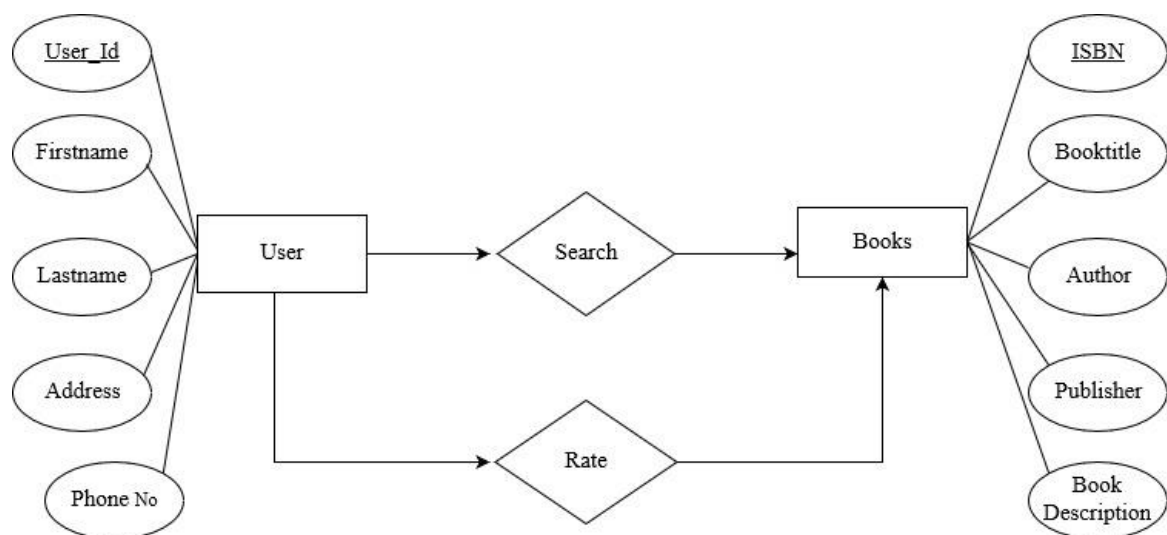 User_Id
Firstname
Lastname
Address
Phone No
User
Search
Rate
Books
ISBN
Booktitle
Author
Publisher
Book
Description